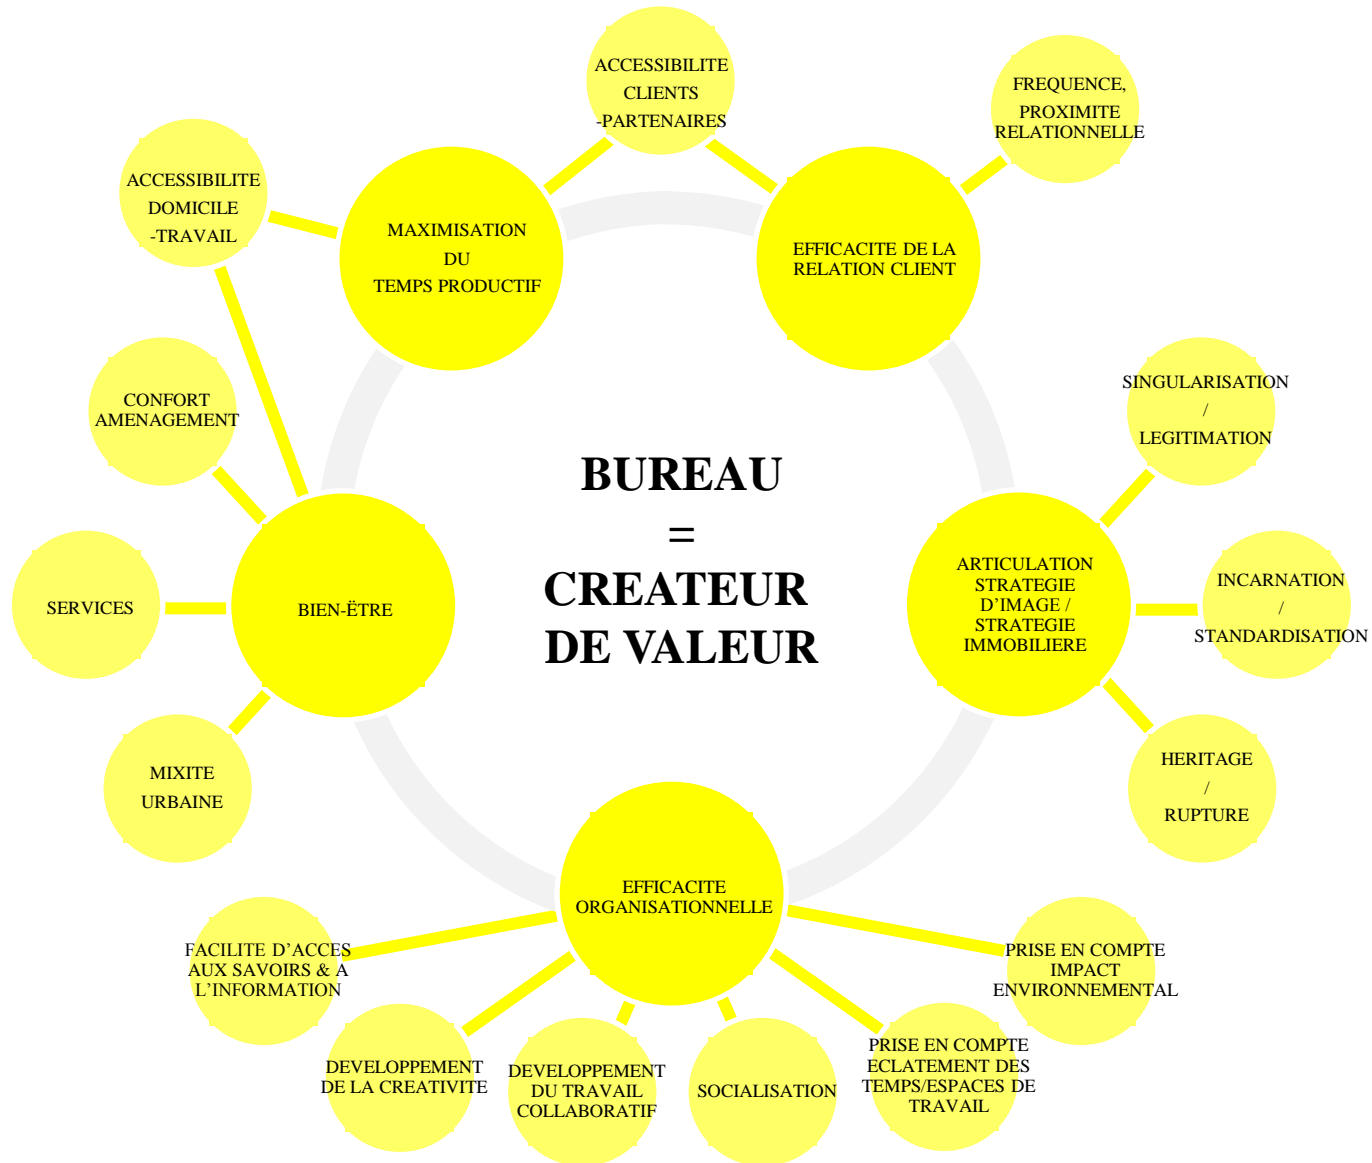 ACCESSIBILITE
CLIENTS
-PARTENAIRES
FREQUENCE,
PROXIMITE
RELATIONNELLE
ACCESSIBILITE
DOMICILE
-TRAVAIL
MAXIMISATION
DU
TEMPS PRODUCTIF
EFFICACITE DE LA
RELATION CLIENT
CONFORT
AMENAGEMENT
SINGULARISATION
/
LEGITIMATION
BUREAU
=
CREATEUR
DE VALEUR
SERVICES
BIEN-ËTRE
ARTICULATION
STRATEGIE
D’IMAGE /
STRATEGIE
IMMOBILIERE
INCARNATION
/
STANDARDISATION
MIXITE
URBAINE
HERITAGE
/
RUPTURE
EFFICACITE
ORGANISATIONNELLE
FACILITE D’ACCES
AUX SAVOIRS & A
L’INFORMATION
DEVELOPPEMENT
DE LA CREATIVITE
DEVELOPPEMENT
DU TRAVAIL
COLLABORATIF
SOCIALISATION
PRISE EN COMPTE
ECLATEMENT DES
TEMPS/ESPACES DE
TRAVAIL
PRISE EN COMPTE
IMPACT
ENVIRONNEMENTAL